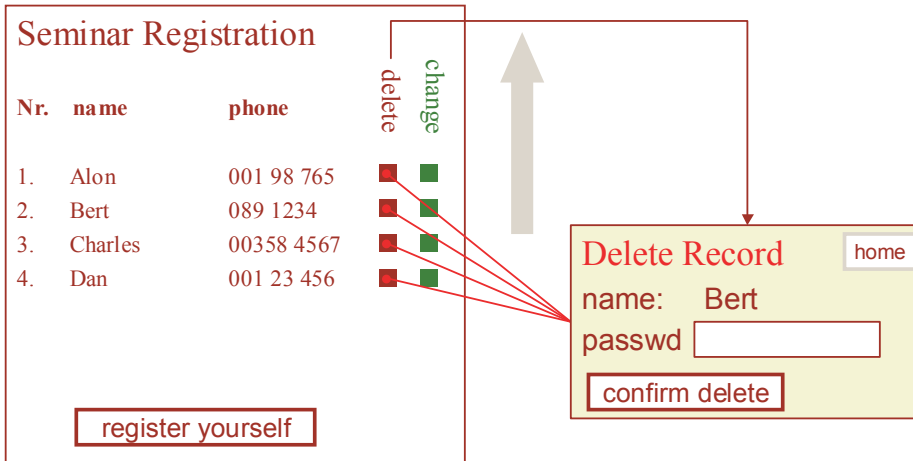 Seminar Registration
delete
change
Nr. name phone
1. Alon 001 98 765
2. Bert 089 1234
3. Charles 00358 4567
4. Dan 001 23 456
register yourself
Delete Record
home
name: Bert
passwd
confirm delete